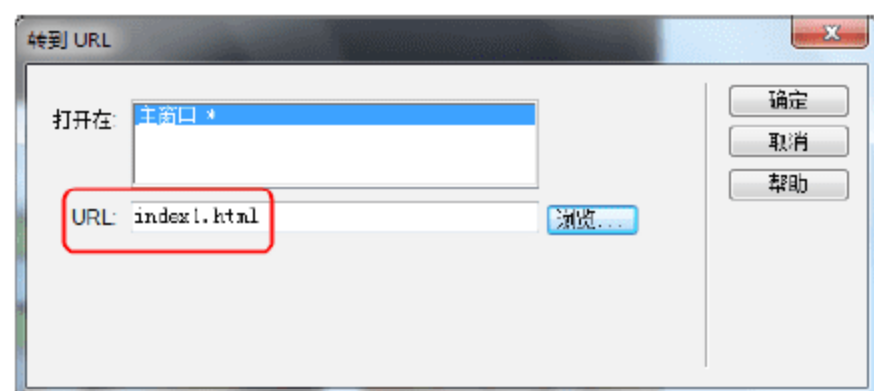 转到 URL
打开在:
主窗口 *
URL:
index1.html
浏览...
确定
取消
帮助